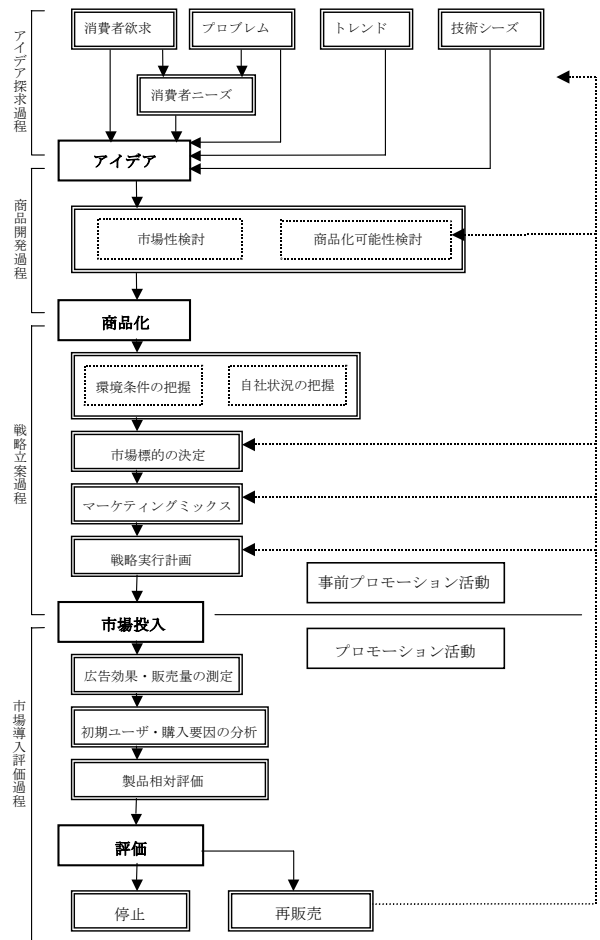 アイデア探求過程
消費者欲求
プロブレム
トレンド
技術シーズ
消費者ニーズ
アイデア
商品開発過程
市場性検討
商品化可能性検討
商品化
戦略立案過程
環境条件の把握
自社状況の把握
市場標的の決定
マーケティングミックス
戦略実行計画
事前プロモーション活動
市場投入
プロモーション活動
市場導入評価過程
広告効果・販売量の測定
初期ユーザ・購入要因の分析
製品相対評価
評価
停止
再販売